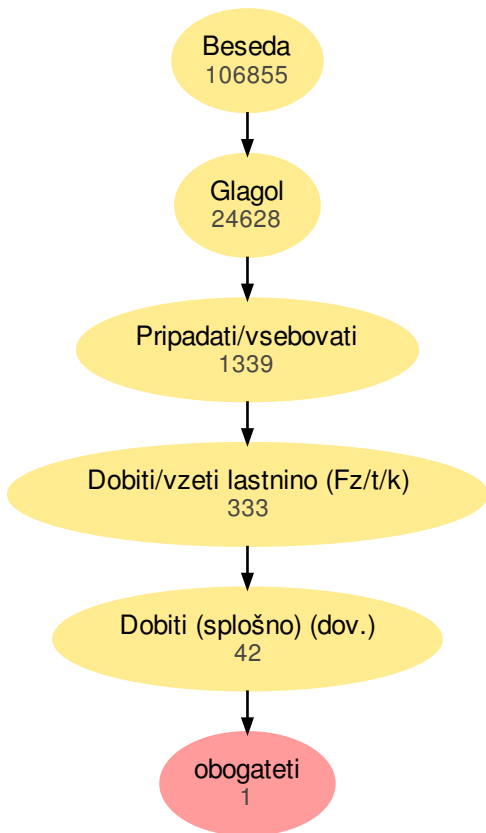 Beseda
106855
Glagol
24628
Pripadati/vsebovati
1339
Dobiti/vzeti lastnino (Fz/t/k)
333
Dobiti (splošno) (dov.)
42
obogateti
1